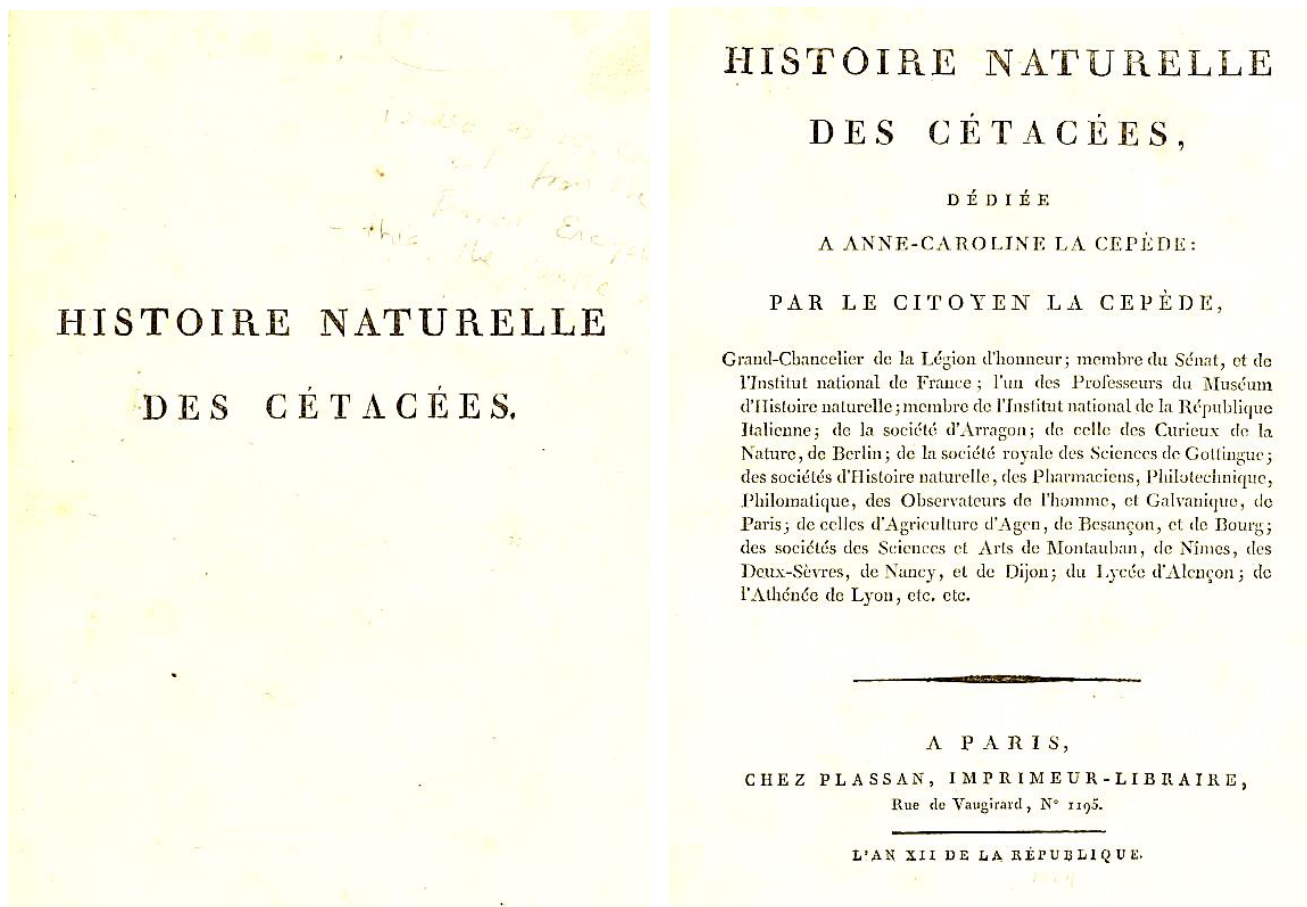 from the
this
the
HISTOIRE NATURELLE
DES CÉTACÉES.
HISTOIRE NATURELLE
DES CÉTACÉES,
DÉDIÉE
A ANNE-CAROLINE LA CEPÈDE:
PAR LE CITOYEN LA CEPÈDE,
Grand-Chancelier de la Légion d'honneur; membre du Sénat, et de
l'Institut national de France; l'un des Professeurs du Muséum
d'Histoire naturelle; membre de l'Institut national de la République
Italienne; de la société d'Arragon; de celle des Curieux de la
Nature, de Berlin; de la société royale des Sciences de Gottingue;
des sociétés d'Histoire naturelle, des Pharmaciens, Philotechnique,
Philomatique, des Observateurs de l'homme, et Galvanique, de
Paris; de celles d'Agriculture d'Agen, de Besançon, et de Bourg;
des sociétés des Sciences et Arts de Montauban, de Nîmes, des
Deux-Sèvres, de Nancy, et de Dijon; du Lycée d'Alençon; de
l'Athénée de Lyon, etc. etc.
A PARIS,
CHEZ PLASSAN, IMPRIMEUR-LIBRAIRE,
Rue de Vaugirard, N° 1195.
L'AN XII DE LA RÉPUBLIQUE.